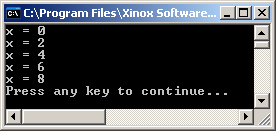 C:\Program Files\Xinox Software...
x = 0
x = 2
x = 4
x = 6
x = 8
Press any key to continue...